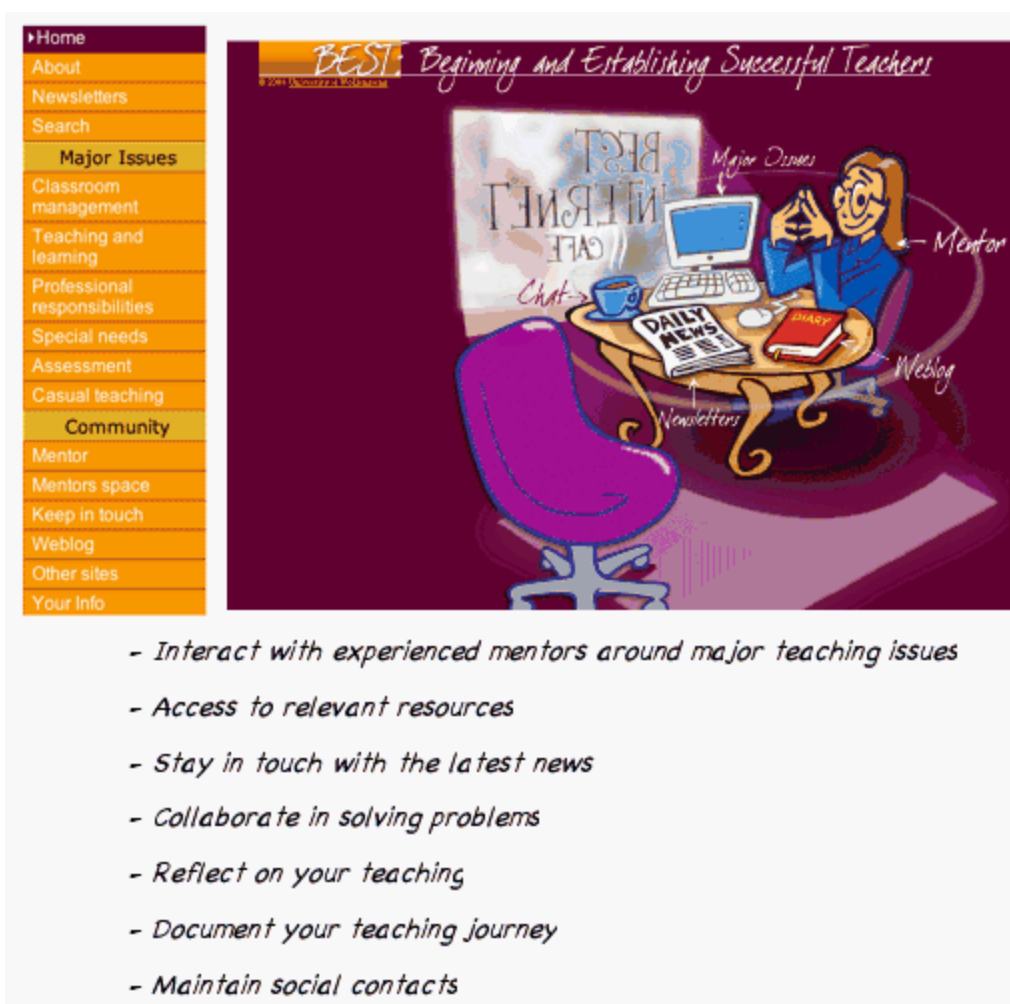 Home
About
Newsletters
Search
Major Issues
Classroom
management
Teaching and
learning
Professional
responsibilities
Special needs
Assessment
Casual teaching
Community
Mentor
Mentors space
Keep in touch
Weblog
Other sites
Your Info
BEST: Beginning and Establishing Successful Teachers
BEST
INTERNET
CAFE
Major Issues
Mentor
Chat
DAILY
NEWS
DIARY
Weblog
Newsletters
- Interact with experienced mentors around major teaching issues
- Access to relevant resources
- Stay in touch with the latest news
- Collaborate in solving problems
- Reflect on your teaching
- Document your teaching journey
- Maintain social contacts